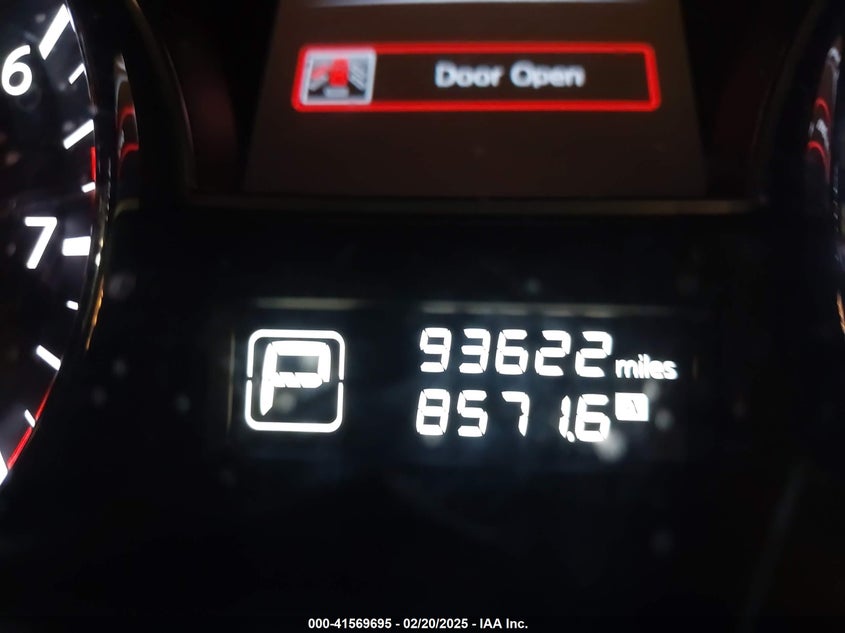 6
Door Open
7
P
93622 miles
8571.6 A
000-41569695 - 02/20/2025 - IAA Inc.